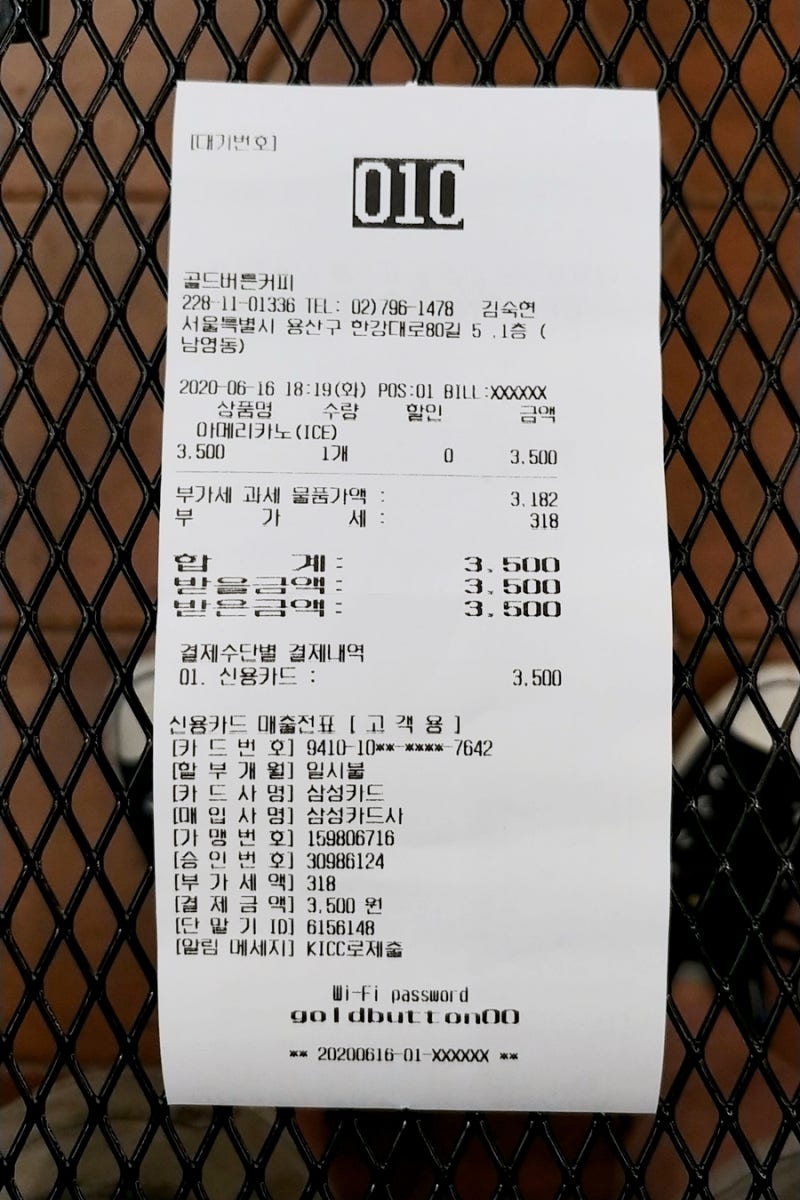 [대기번호]
010
골드버튼커피
228-11-01336 TEL: 02)796-1478 김숙현
서울특별시 용산구 한강대로80길 5 ,1층 (
남영동)
2020-06-16 18:19(화) POS:01 BILL:XXXXXX
상품명 수량 할인 금액
아메리카노(ICE)
3.500 1개 0 3.500
부가세 과세 물품가액 : 3.182
부 가 세 : 318
합 계: 3,500
받을금액: 3,500
받은금액: 3,500
결제수단별 결제내역
01. 신용카드 : 3,500
신용카드 매출전표 [ 고 객 용 ]
[카 드 번 호] 9410-10**-****-7642
[할 부 개 월] 일시불
[카 드 사 명] 삼성카드
[매 입 사 명] 삼성카드사
[가 맹 번 호] 159806716
[승 인 번 호] 30986124
[부 가 세 액] 318
[결 제 금 액] 3,500 원
[단 말 기 ID] 6156148
[알림 메세지] KICC로제출
Wi-Fi password
goldbutton00
** 20200616-01-XXXXXX **